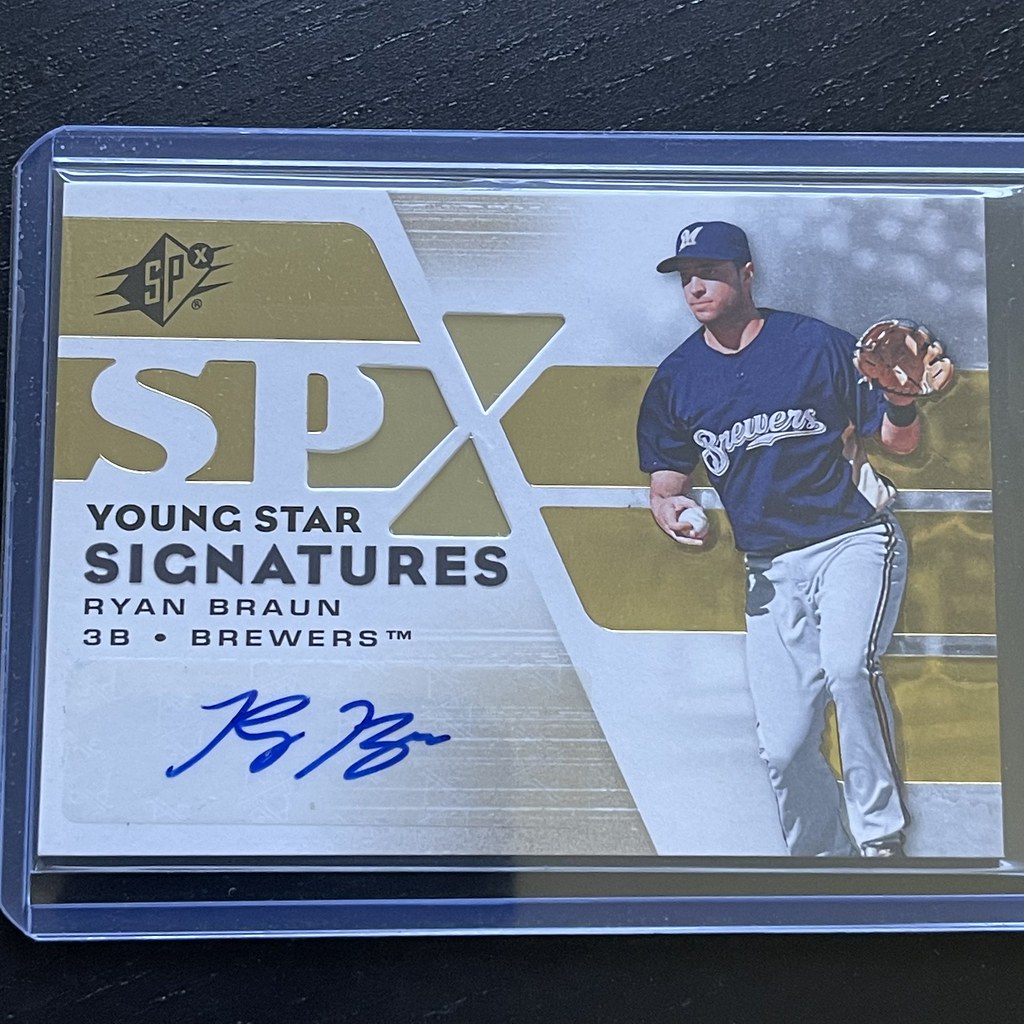 SPx®
SPX
YOUNG STAR
SIGNATURES
RYAN BRAUN
3B • BREWERS™
M
Brewers